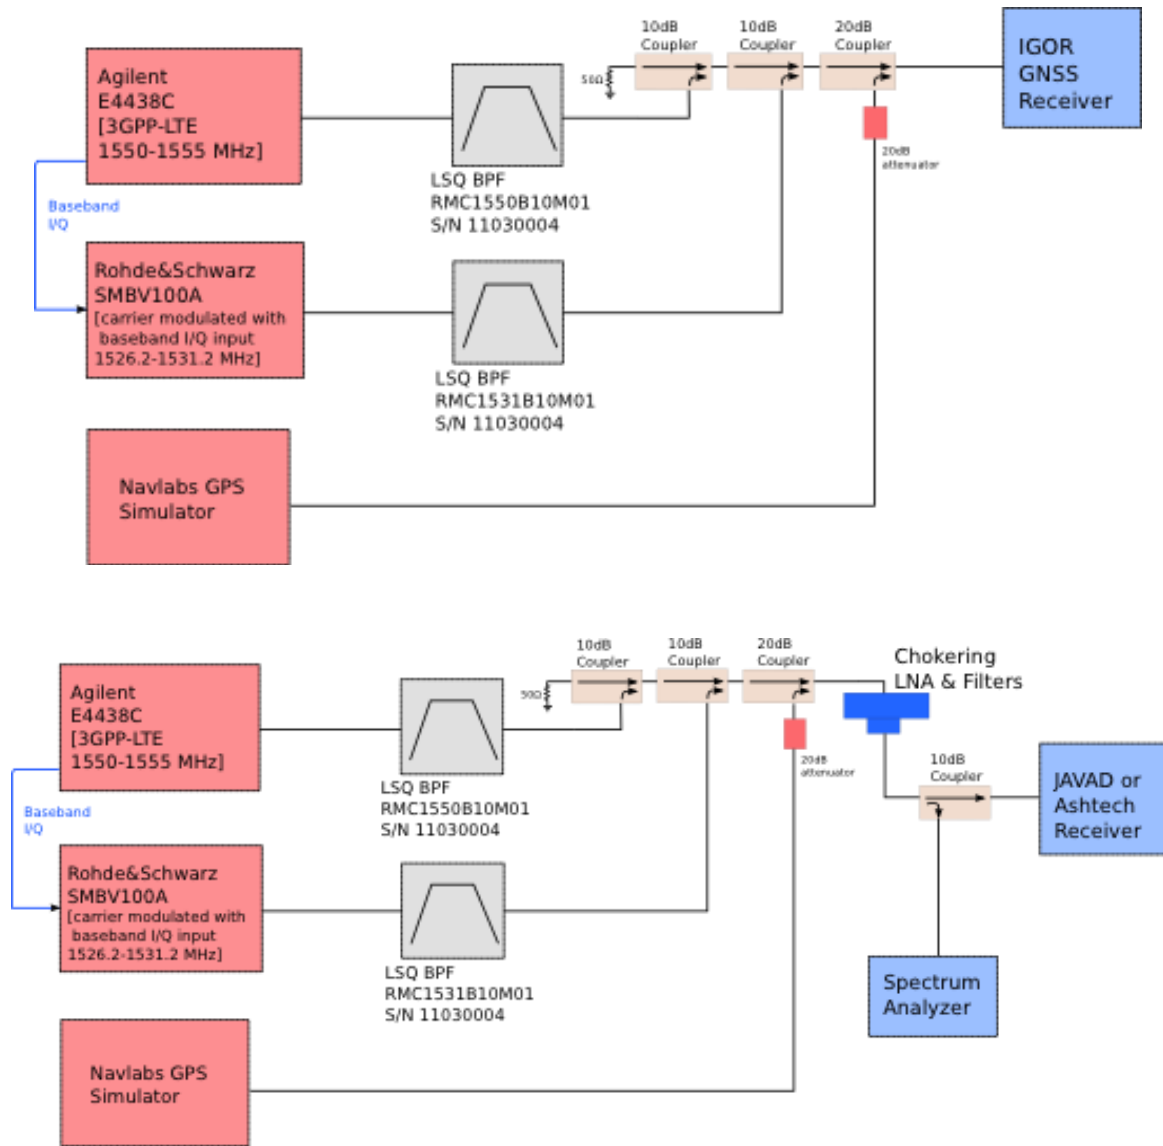 10dB
Coupler
10dB
Coupler
20dB
Coupler
IGOR
GNSS
Receiver
Agilent
E4438C
[3GPP-LTE
1550-1555 MHz]
50Ω
20dB
attenuator
LSQ BPF
RMC1550B10M01
S/N 11030004
Baseband
I/Q
Rohde&Schwarz
SMBV100A
[carrier modulated with
baseband I/Q input
1526.2-1531.2 MHz]
LSQ BPF
RMC1531B10M01
S/N 11030004
Navlabs GPS
Simulator
10dB
Coupler
10dB
Coupler
20dB
Coupler
Chokering
LNA & Filters
Agilent
E4438C
[3GPP-LTE
1550-1555 MHz]
50Ω
20dB
attenuator
10dB
Coupler
JAVAD or
Ashtech
Receiver
LSQ BPF
RMC1550B10M01
S/N 11030004
Baseband
I/Q
Rohde&Schwarz
SMBV100A
[carrier modulated with
baseband I/Q input
1526.2-1531.2 MHz]
LSQ BPF
RMC1531B10M01
S/N 11030004
Spectrum
Analyzer
Navlabs GPS
Simulator